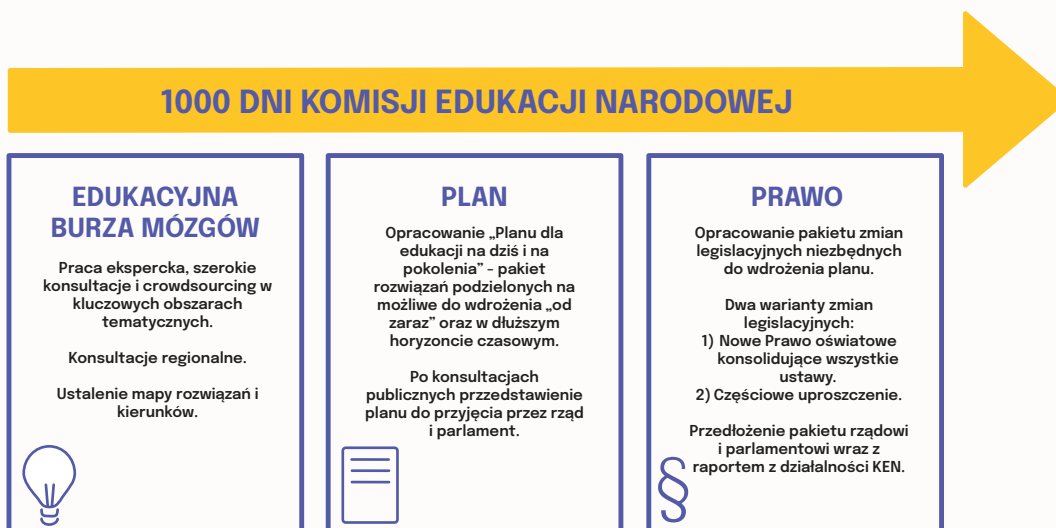 1000 DNI KOMISJI EDUKACJI NARODOWEJ
EDUKACYJNA
BURZA MÓZGÓW
Praca ekspercka, szerokie
konsultacje i crowdsourcing w
kluczowych obszarach
tematycznych.
Konsultacje regionalne.
Ustalenie mapy rozwiązań i
kierunków.
PLAN
Opracowanie „Planu dla
edukacji na dziś i na
pokolenia” - pakiet
rozwiązań podzielonych na
możliwe do wdrożenia „od
zaraz” oraz w dłuższym
horyzoncie czasowym.
Po konsultacjach
publicznych przzedstawienie
planu do przyjęcia przez rząd
i parlament.
PRAWO
Opracowanie pakietu zmian
legislacyjnych niezbędnych
do wdrożenia planu.
Dwa warianty zmian
legislacyjnych:
1) Nowe Prawo oświatowe
konsolidujące wszystkie
ustawy.
2) Częściowe uproszczenie.
Przedłożenie pakietu rządowi
i parlamentowi wraz z
raportem z działalności KEN.
§